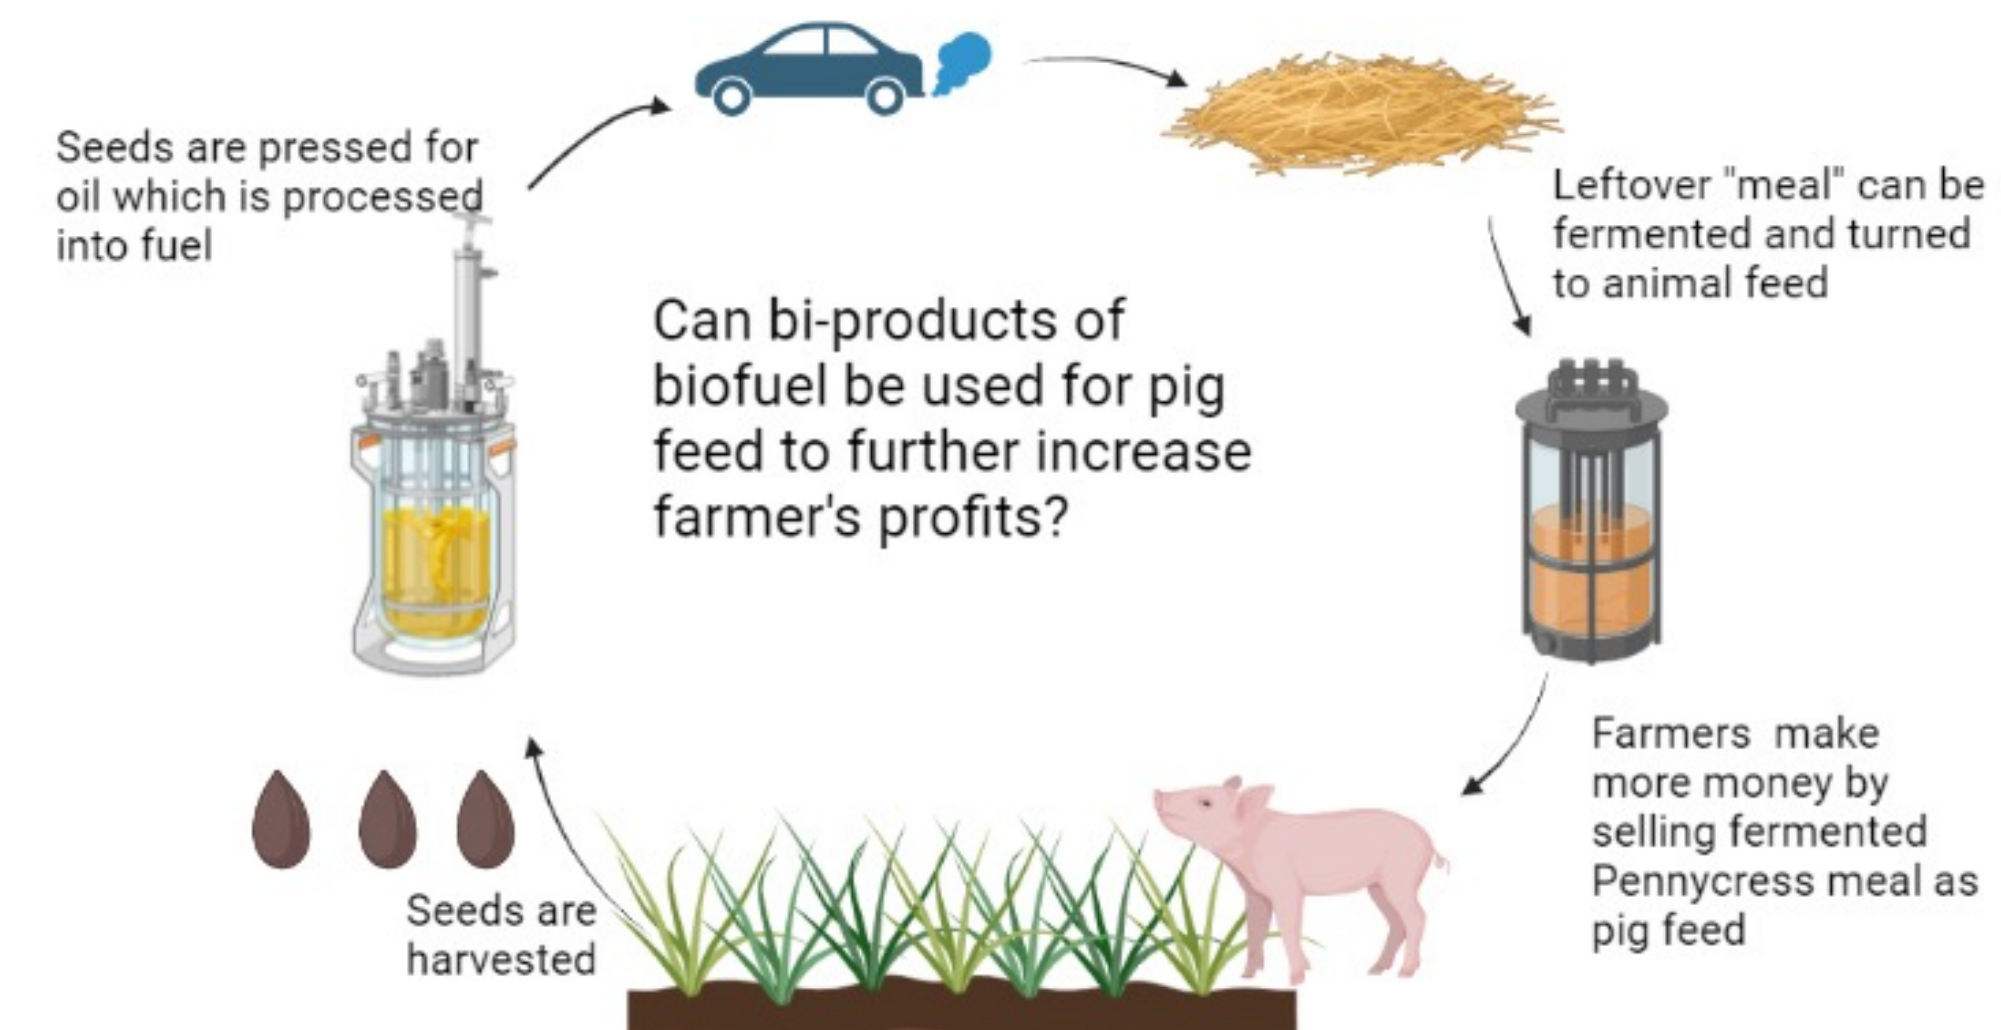 Seeds are pressed for
oil which is processed
into fuel
Leftover "meal" can be
fermented and turned
to animal feed
Can bi-products of
biofuel be used for pig
feed to further increase
farmer's profits?
Farmers  make
more money by
selling fermented
Pennycress meal as
pig feed
Seeds are
harvested